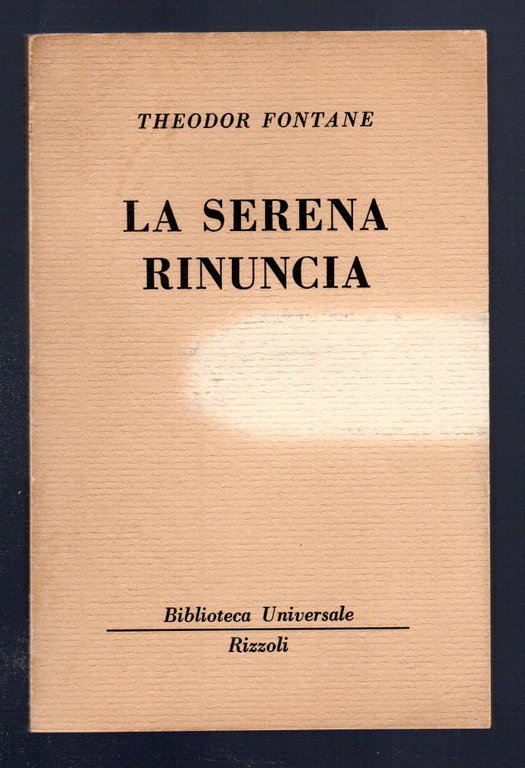 THEODOR FONTANE
LA SERENA
RINUNCIA
Biblioteca Universale
Rizzoli